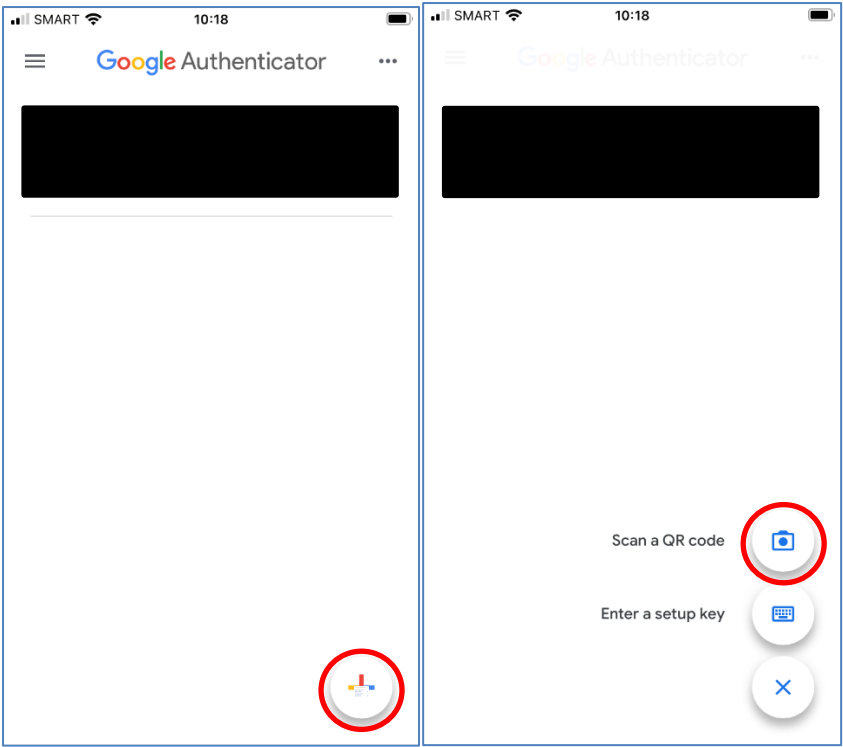 SMART 10:18
Google Authenticator
SMART 10:18
Google Authenticator
Scan a QR code
Enter a setup key